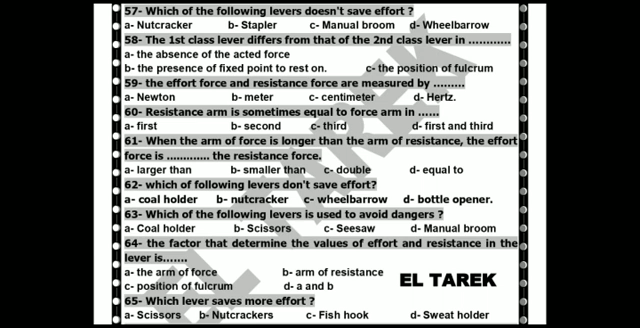 57- Which of the following levers doesn't save effort ?
a- Nutcracker b- Stapler c- Manual broom d- Wheelbarrow
58- The 1st class lever differs from that of the 2nd class lever in .............
a- the absence of the acted force
b- the presence of fixed point to rest on. c- the position of fulcrum
59- the effort force and resistance force are measured by .........
a- Newton b- meter c- centimeter d- Hertz.
60- Resistance arm is sometimes equal to force arm in ......
a- first b- second c- third d- first and third
61- When the arm of force is longer than the arm of resistance, the effort
force is ............. the resistance force.
a- larger than b- smaller than c- double d- equal to
62- which of following levers don't save effort?
a- coal holder b- nutcracker c- wheelbarrow d- bottle opener.
63- Which of the following levers is used to avoid dangers ?
a- Coal holder b- Scissors c- Seesaw d- Manual broom
64- the factor that determine the values of effort and resistance in the
lever is.......
a- the arm of force b- arm of resistance
c- position of fulcrum d- a and b
EL TAREK
65- Which lever saves more effort ?
a- Scissors b- Nutcrackers c- Fish hook d- Sweat holder
EL TAREK